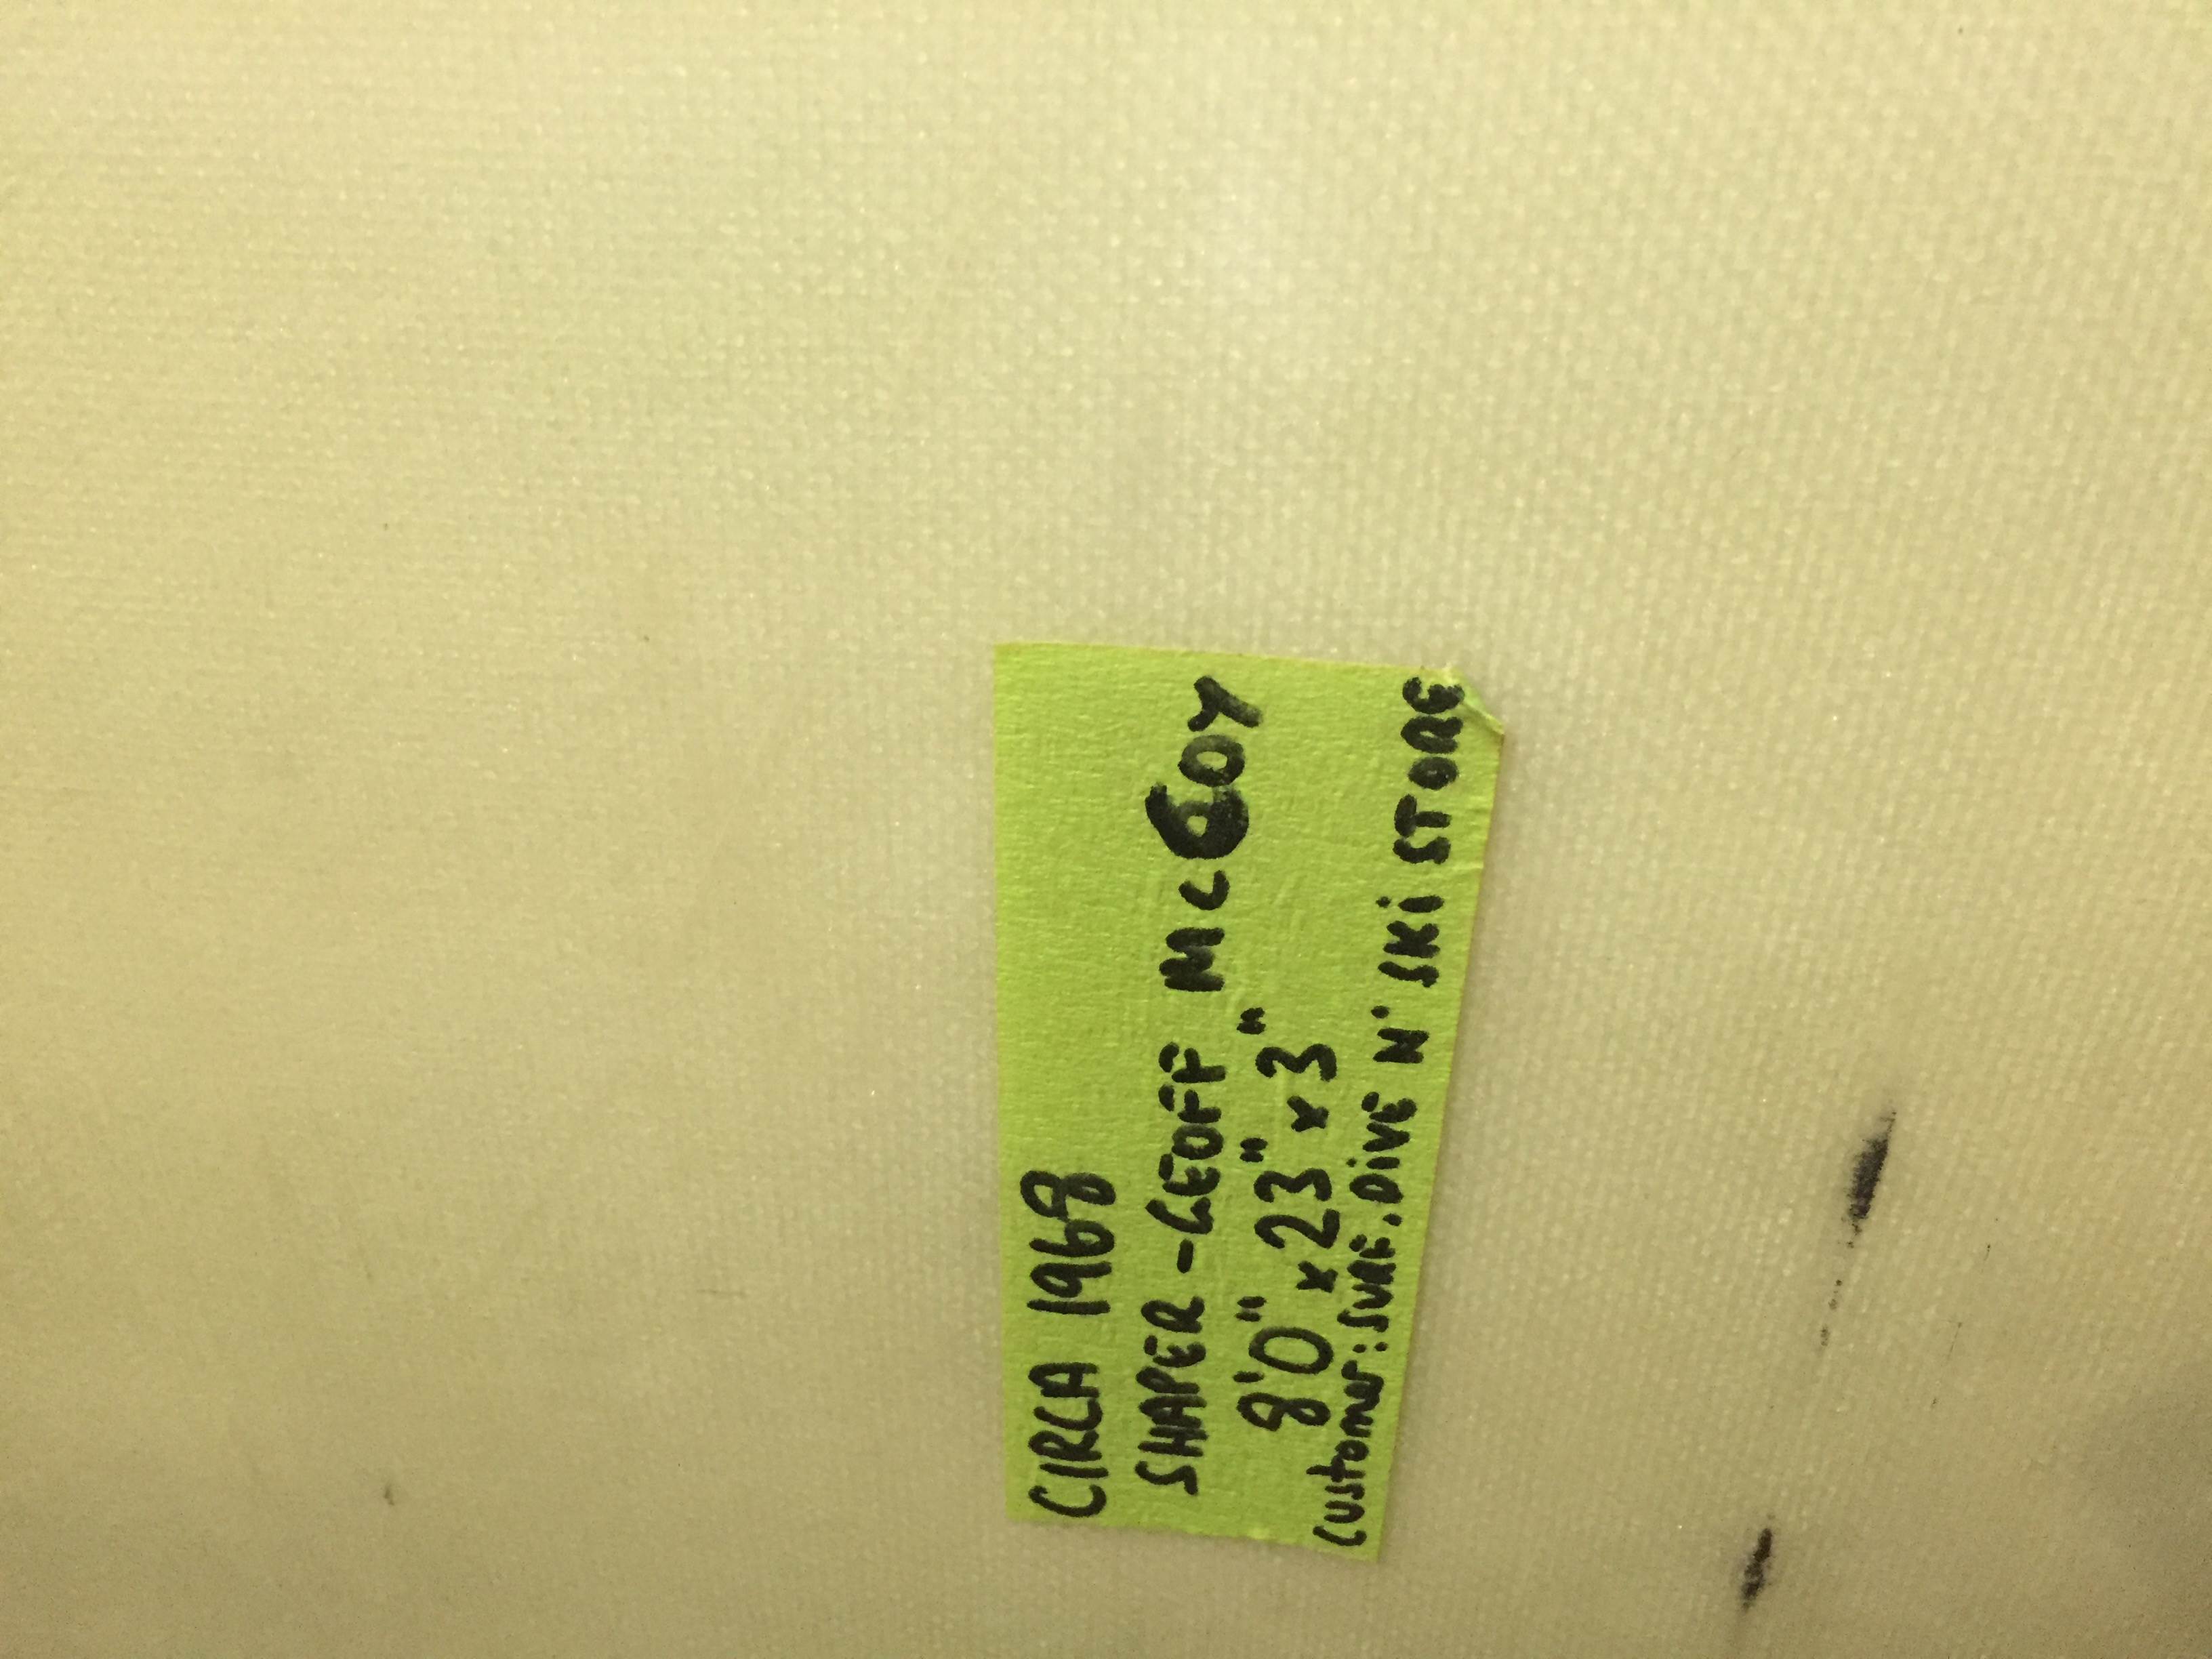 CIRCA 1968
SHAPER - GEOFF McCOY
8'0" x 23" x 3"
Customer: SURF, DIVE N' SKi STORE